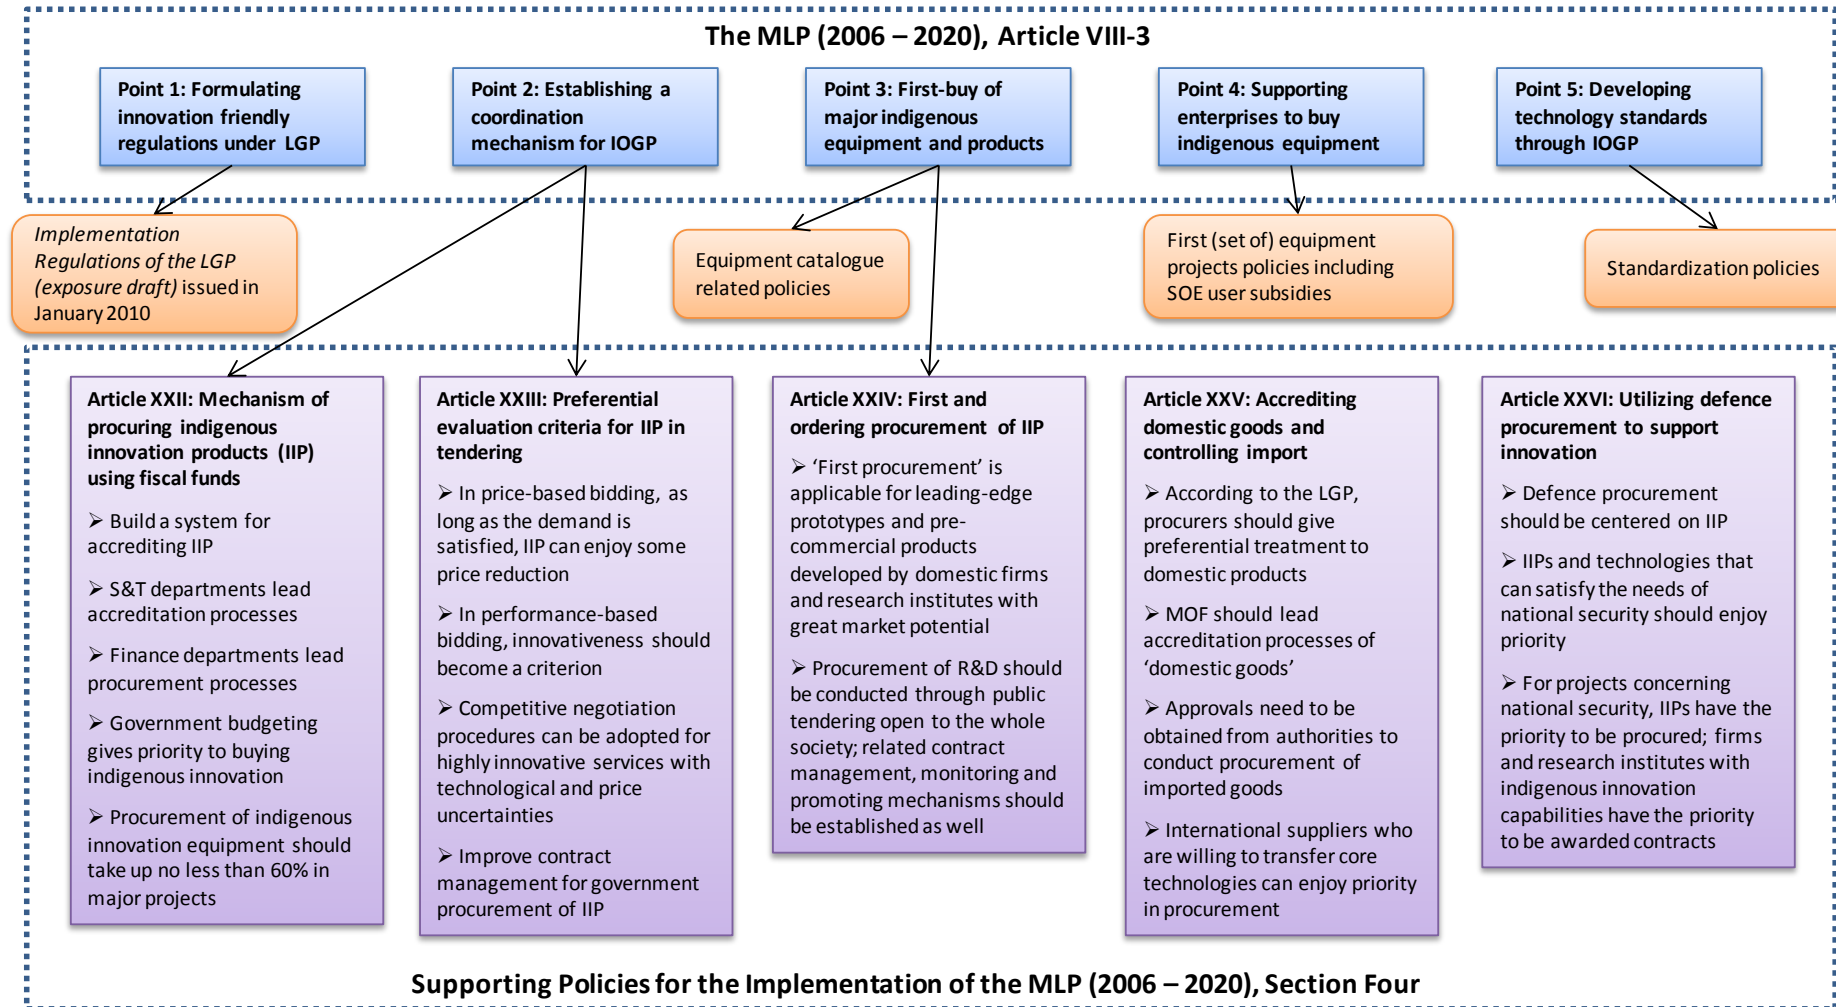 The MLP (2006 – 2020), Article VIII-3
Point 1: Formulating
innovation friendly
regulations under LGP
Point 2: Establishing a
coordination
mechanism for IOGP
Point 3: First-buy of
major indigenous
equipment and products
Point 4: Supporting
enterprises to buy
indigenous equipment
Point 5: Developing
technology standards
through IOGP
Implementation
Regulations of the LGP
(exposure draft) issued in
January 2010
Equipment catalogue
related policies
First (set of) equipment
projects policies including
SOE user subsidies
Standardization policies
Article XXII: Mechanism of
procuring indigenous
innovation products (IIP)
using fiscal funds
➢ Build a system for
accrediting IIP
➢ S&T departments lead
accreditation processes
➢ Finance departments lead
procurement processes
➢ Government budgeting
gives priority to buying
indigenous innovation
➢ Procurement of indigenous
innovation equipment should
take up no less than 60% in
major projects
Article XXIII: Preferential
evaluation criteria for IIP in
tendering
➢ In price-based bidding, as
long as the demand is
satisfied, IIP can enjoy some
price reduction
➢ In performance-based
bidding, innovativeness should
become a criterion
➢ Competitive negotiation
procedures can be adopted for
highly innovative services with
technological and price
uncertainties
➢ Improve contract
management for government
procurement of IIP
Article XXIV: First and
ordering procurement of IIP
➢ ‘First procurement’ is
applicable for leading-edge
prototypes and pre-
commercial products
developed by domestic firms
and research institutes with
great market potential
➢ Procurement of R&D should
be conducted through public
tendering open to the whole
society; related contract
management, monitoring and
promoting mechanisms should
be established as well
Article XXV: Accrediting
domestic goods and
controlling import
➢ According to the LGP,
procurers should give
preferential treatment to
domestic products
➢ MOF should lead
accreditation processes of
‘domestic goods’
➢ Approvals need to be
obtained from authorities to
conduct procurement of
imported goods
➢ International suppliers who
are willing to transfer core
technologies can enjoy priority
in procurement
Article XXVI: Utilizing defence
procurement to support
innovation
➢ Defence procurement
should be centered on IIP
➢ IIPs and technologies that
can satisfy the needs of
national security should enjoy
priority
➢ For projects concerning
national security, IIPs have the
priority to be procured; firms
and research institutes with
indigenous innovation
capabilities have the priority
to be awarded contracts
Supporting Policies for the Implementation of the MLP (2006 – 2020), Section Four